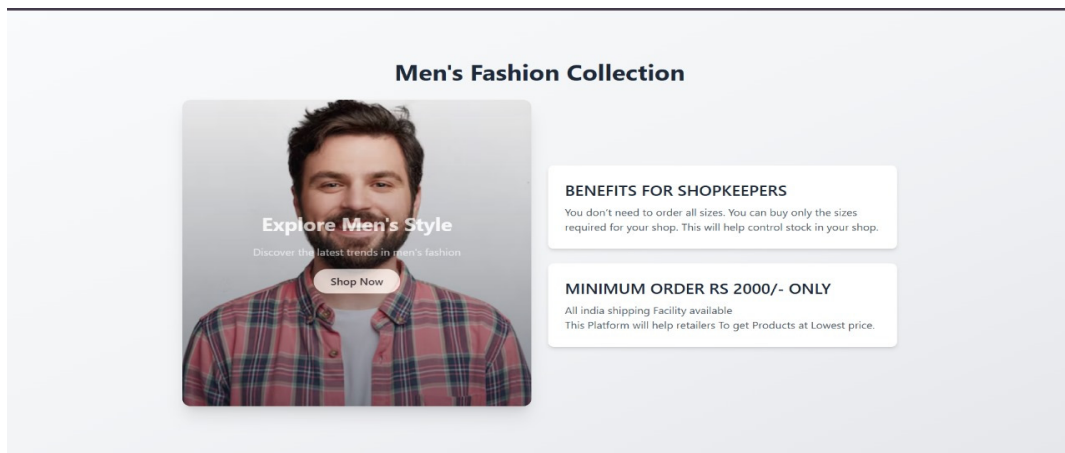 Men's Fashion Collection
Explore Men's Style
Discover the latest trends in men's fashion
Shop Now
BENEFITS FOR SHOPKEEPERS
You don't need to order all sizes. You can buy only the sizes
required for your shop. This will help control stock in your shop.
MINIMUM ORDER RS 2000/- ONLY
All india shipping Facility available
This Platform will help retailers To get Products at Lowest price.